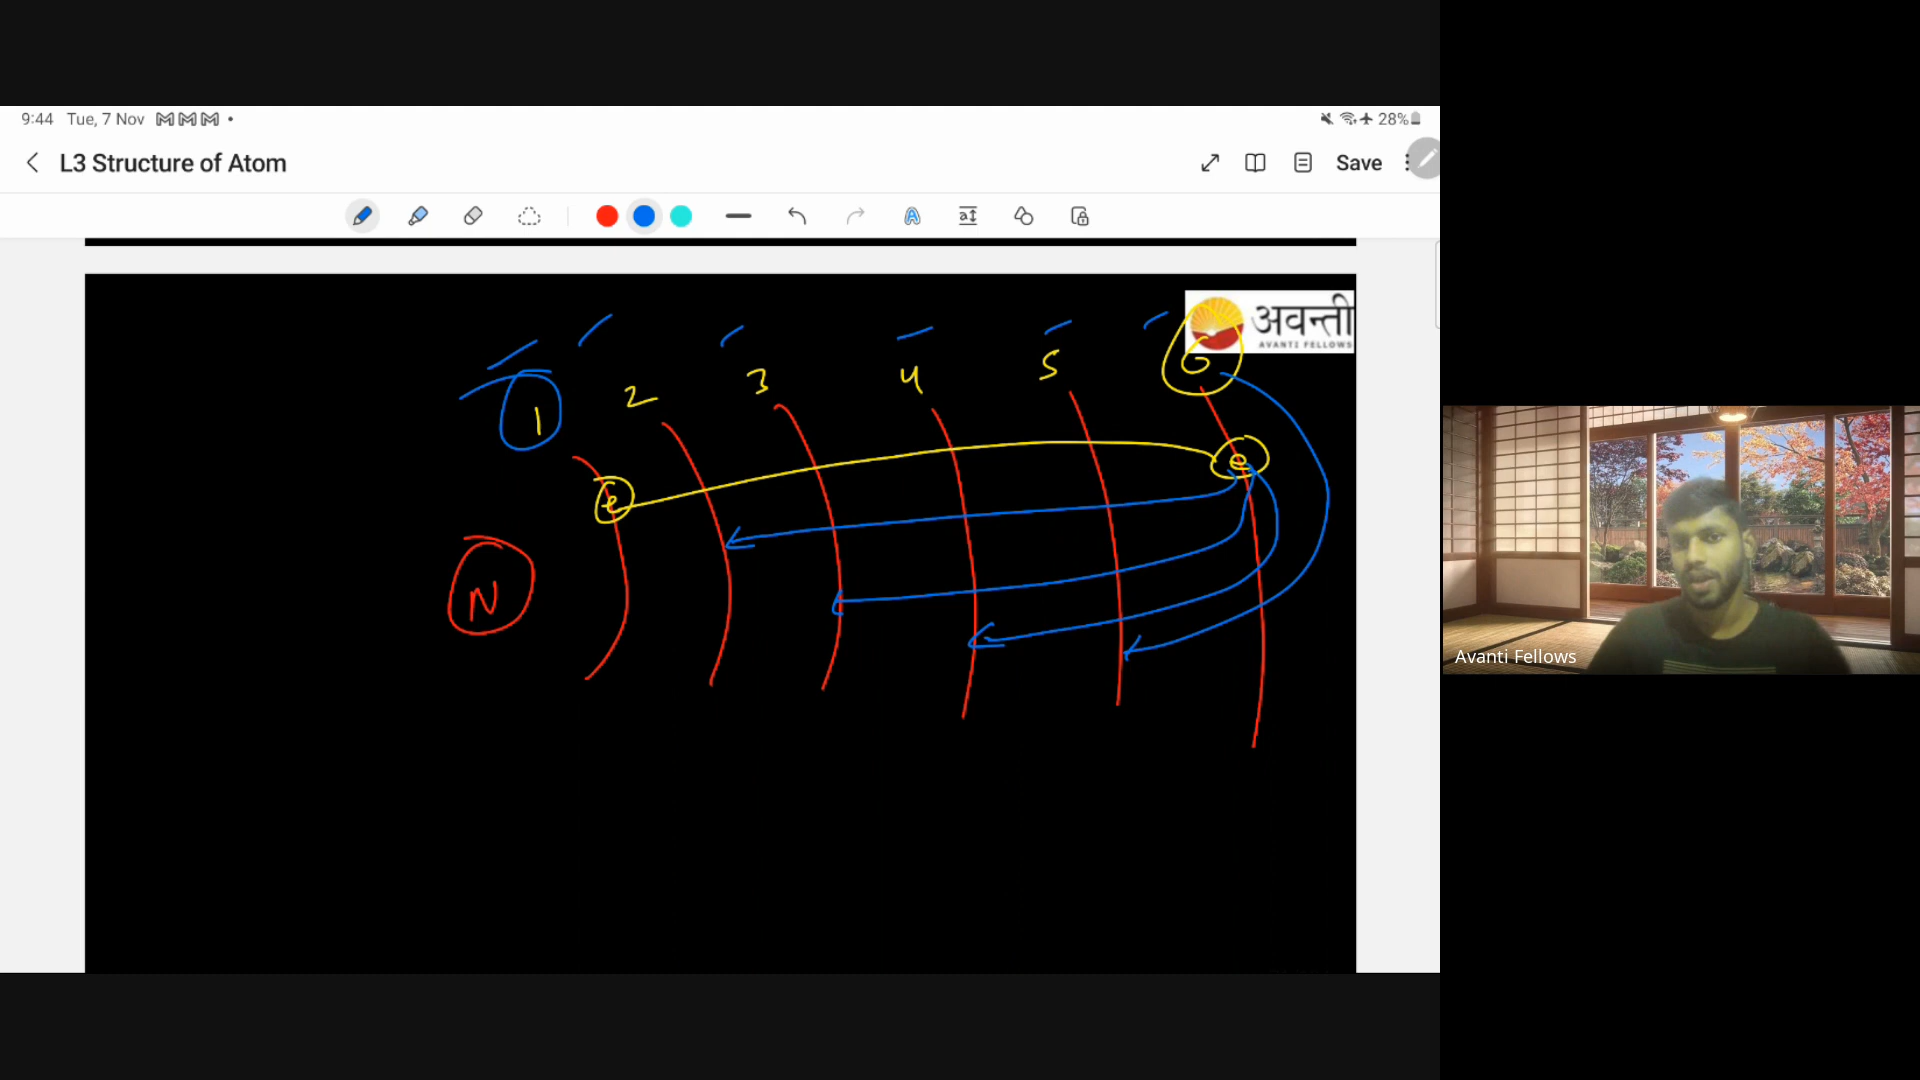 9:44 Tue, 7 Nov
28%
L3 Structure of Atom
Save
अवन्ती
AVANTI FELLOWS
1 2 3 4 5 6
e e
N
Avanti Fellows